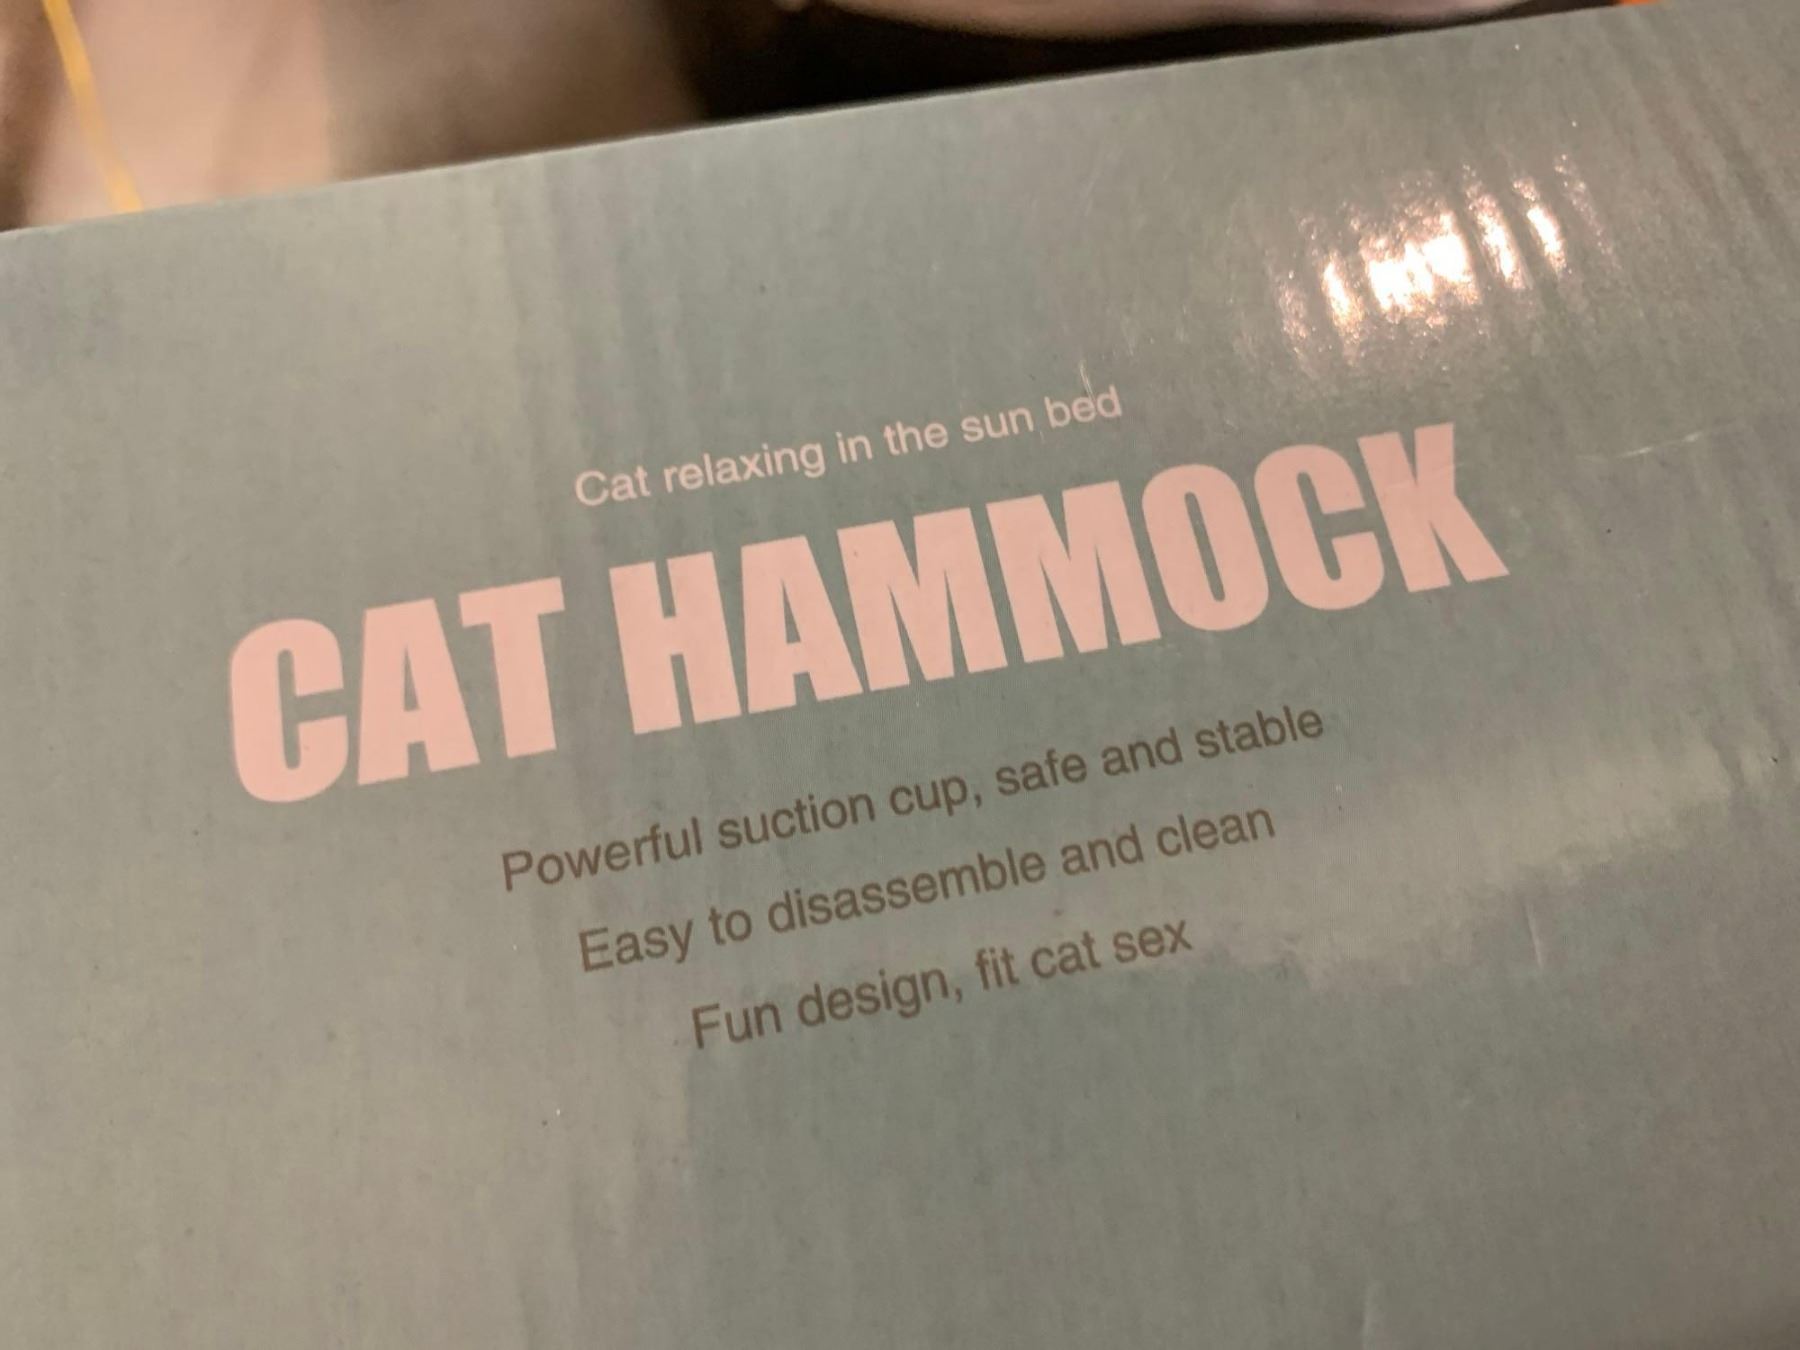 Cat relaxing in the sun bed
CAT HAMMOCK
Powerful suction cup, safe and stable
Easy to disassemble and clean
Fun design, fit cat sex